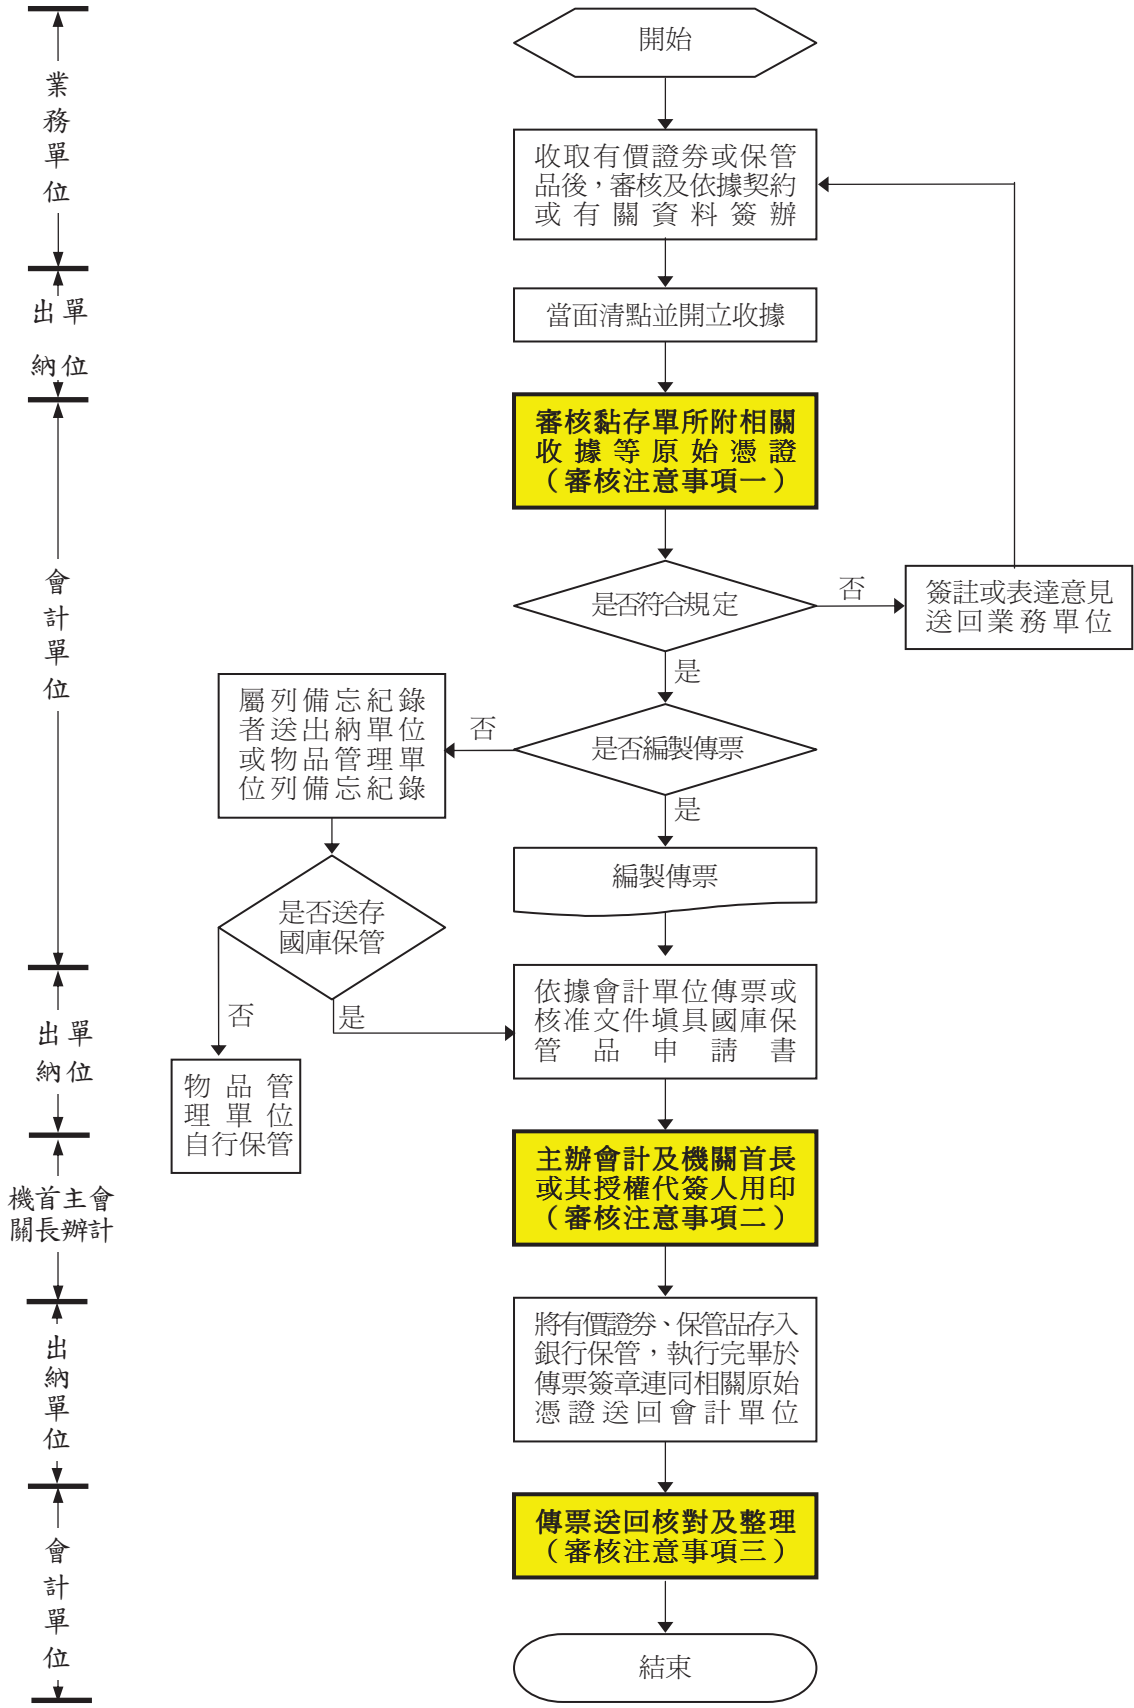 開始
業
務
單
位
收取有價證券或保管
品後，審核及依據契約
或有關資料簽辦
出單
納位
當面清點並開立收據
審核黏存單所附相關
收據等原始憑證
（審核注意事項一）
會
計
單
位
是否符合規定
否
簽註或表達意見
送回業務單位
是
屬列備忘紀錄
者送出納單位
或物品管理單
位列備忘紀錄
否
是否編製傳票
是
編製傳票
是否送存
國庫保管
否
是
出單
納位
依據會計單位傳票或
核准文件填具國庫保
管品申請書
物品管
理單位
自行保管
機首主會
關長辦計
主辦會計及機關首長
或其授權代簽人用印
（審核注意事項二）
出
納
單
位
將有價證券、保管品存入
銀行保管，執行完畢於
傳票簽章連同相關原始
憑證送回會計單位
會
計
單
位
傳票送回核對及整理
（審核注意事項三）
結束